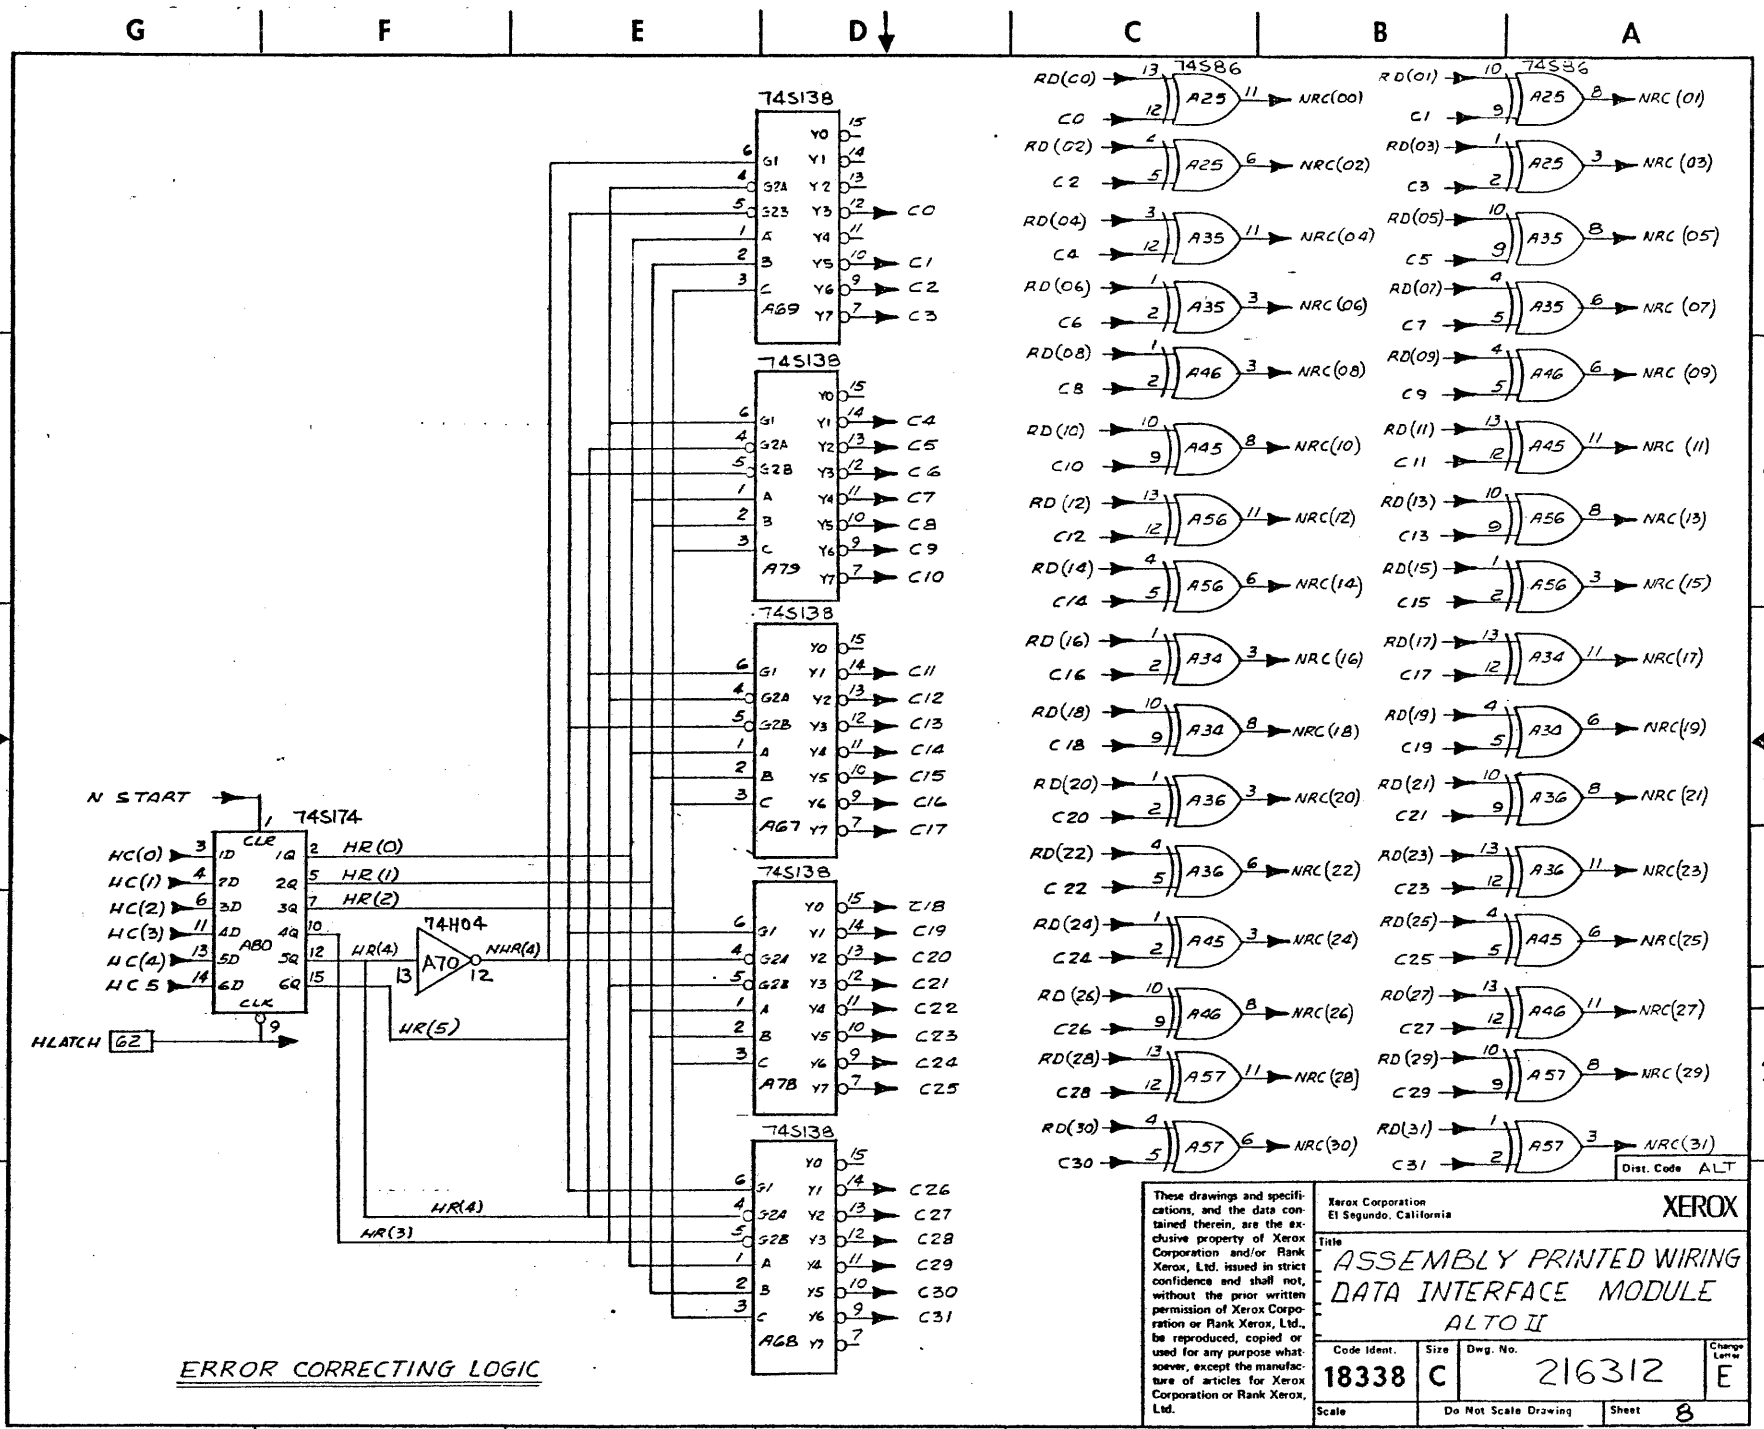 G F E D C B A
74S138
6 G1 Y0 15
4 G2A Y1 14
5 G2B Y2 13
1 A Y3 12 C0
2 B Y4 11
3 C Y5 10 C1
Y6 9 C2
A69 Y7 7 C3
74S138
Y0 15
6 G1 Y1 14 C4
4 G2A Y2 13 C5
5 G2B Y3 12 C6
1 A Y4 11 C7
2 B Y5 10 C8
3 C Y6 9 C9
A79 Y7 7 C10
74S138
Y0 15
6 G1 Y1 14 C11
4 G2A Y2 13 C12
5 G2B Y3 12 C13
1 A Y4 11 C14
2 B Y5 10 C15
3 C Y6 9 C16
A67 Y7 7 C17
74S138
Y0 15 C18
6 G1 Y1 14 C19
4 G2A Y2 13 C20
5 G2B Y3 12 C21
1 A Y4 11 C22
2 B Y5 10 C23
3 C Y6 9 C24
A78 Y7 7 C25
74S138
Y0 15
6 G1 Y1 14 C26
4 G2A Y2 13 C27
5 G2B Y3 12 C28
1 A Y4 11 C29
2 B Y5 10 C30
3 C Y6 9 C31
A68 Y7 7
N START
1 74S174
CLR
HC(0) 3 1D 1Q 2 HR(0)
HC(1) 4 2D 2Q 5 HR(1)
HC(2) 6 3D 3Q 7 HR(2)
HC(3) 11 4D 4Q 10
HC(4) 13 5D A80 5Q 12 HR(4)
HC5 14 6D 6Q 15
CLK
9
HLATCH 62
74H04
13 A70 12 NHR(4)
HR(5)
HR(4)
HR(3)
ERROR CORRECTING LOGIC
74S86 74S86
RD(C0) 13 C0 12 A25 11 NRC(00)
RD(01) 10 C1 9 A25 8 NRC(01)
RD(02) 4 C2 5 A25 6 NRC(02)
RD(03) 1 C3 2 A25 3 NRC(03)
RD(04) 3 C4 12 A35 11 NRC(04)
RD(05) 10 C5 9 A35 8 NRC(05)
RD(06) 1 C6 2 A35 3 NRC(06)
RD(07) 4 C7 5 A35 6 NRC(07)
RD(08) 1 C8 2 A46 3 NRC(08)
RD(09) 4 C9 5 A46 6 NRC(09)
RD(10) 10 C10 9 A45 8 NRC(10)
RD(11) 13 C11 12 A45 11 NRC(11)
RD(12) 13 C12 12 A56 11 NRC(12)
RD(13) 10 C13 9 A56 8 NRC(13)
RD(14) 4 C14 5 A56 6 NRC(14)
RD(15) 1 C15 2 A56 3 NRC(15)
RD(16) 1 C16 2 A34 3 NRC(16)
RD(17) 13 C17 12 A34 11 NRC(17)
RD(18) 10 C18 9 A34 8 NRC(18)
RD(19) 4 C19 5 A34 6 NRC(19)
RD(20) 1 C20 2 A36 3 NRC(20)
RD(21) 10 C21 9 A36 8 NRC(21)
RD(22) 4 C22 5 A36 6 NRC(22)
RD(23) 13 C23 12 A36 11 NRC(23)
RD(24) 1 C24 2 A45 3 NRC(24)
RD(25) 4 C25 5 A45 6 NRC(25)
RD(26) 10 C26 9 A46 8 NRC(26)
RD(27) 13 C27 12 A46 11 NRC(27)
RD(28) 13 C28 12 A57 11 NRC(28)
RD(29) 10 C29 9 A57 8 NRC(29)
RD(30) 4 C30 5 A57 6 NRC(30)
RD(31) 1 C31 2 A57 3 NRC(31)
Dist. Code ALT
These drawings and specifi-
cations, and the data con-
tained therein, are the ex-
clusive property of Xerox
Corporation and/or Rank
Xerox, Ltd. issued in strict
confidence and shall not,
without the prior written
permission of Xerox Corpo-
ration or Rank Xerox, Ltd.,
be reproduced, copied or
used for any purpose what-
soever, except the manufac-
ture of articles for Xerox
Corporation or Rank Xerox,
Ltd.
Xerox Corporation
El Segundo, California
XEROX
Title
ASSEMBLY PRINTED WIRING
DATA INTERFACE MODULE
ALTO II
Code Ident. 18338
Size C
Dwg. No. 216312
Change Letter E
Scale
Do Not Scale Drawing
Sheet 8